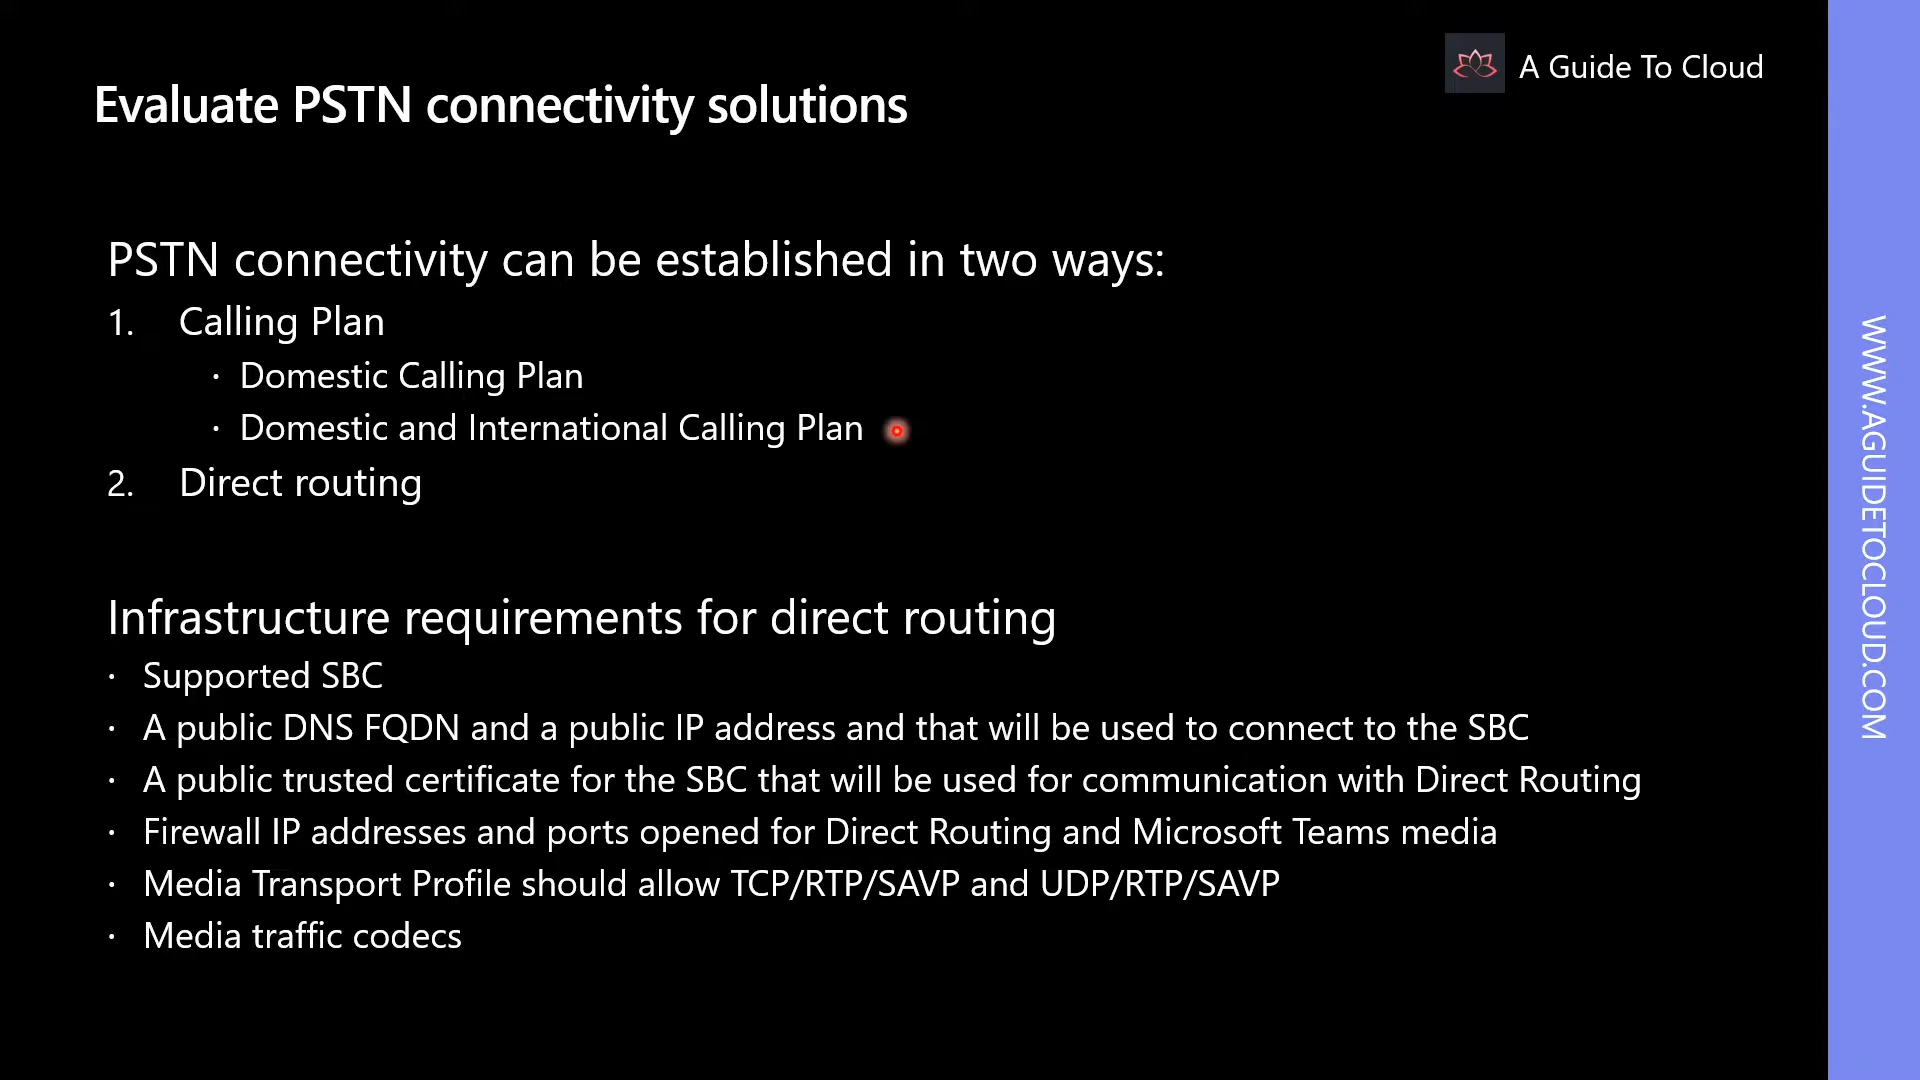 A Guide To Cloud
Evaluate PSTN connectivity solutions
PSTN connectivity can be established in two ways:
1. Calling Plan
· Domestic Calling Plan
· Domestic and International Calling Plan
2. Direct routing
Infrastructure requirements for direct routing
· Supported SBC
· A public DNS FQDN and a public IP address and that will be used to connect to the SBC
· A public trusted certificate for the SBC that will be used for communication with Direct Routing
· Firewall IP addresses and ports opened for Direct Routing and Microsoft Teams media
· Media Transport Profile should allow TCP/RTP/SAVP and UDP/RTP/SAVP
· Media traffic codecs
WWW.AGUIDETOCLOUD.COM